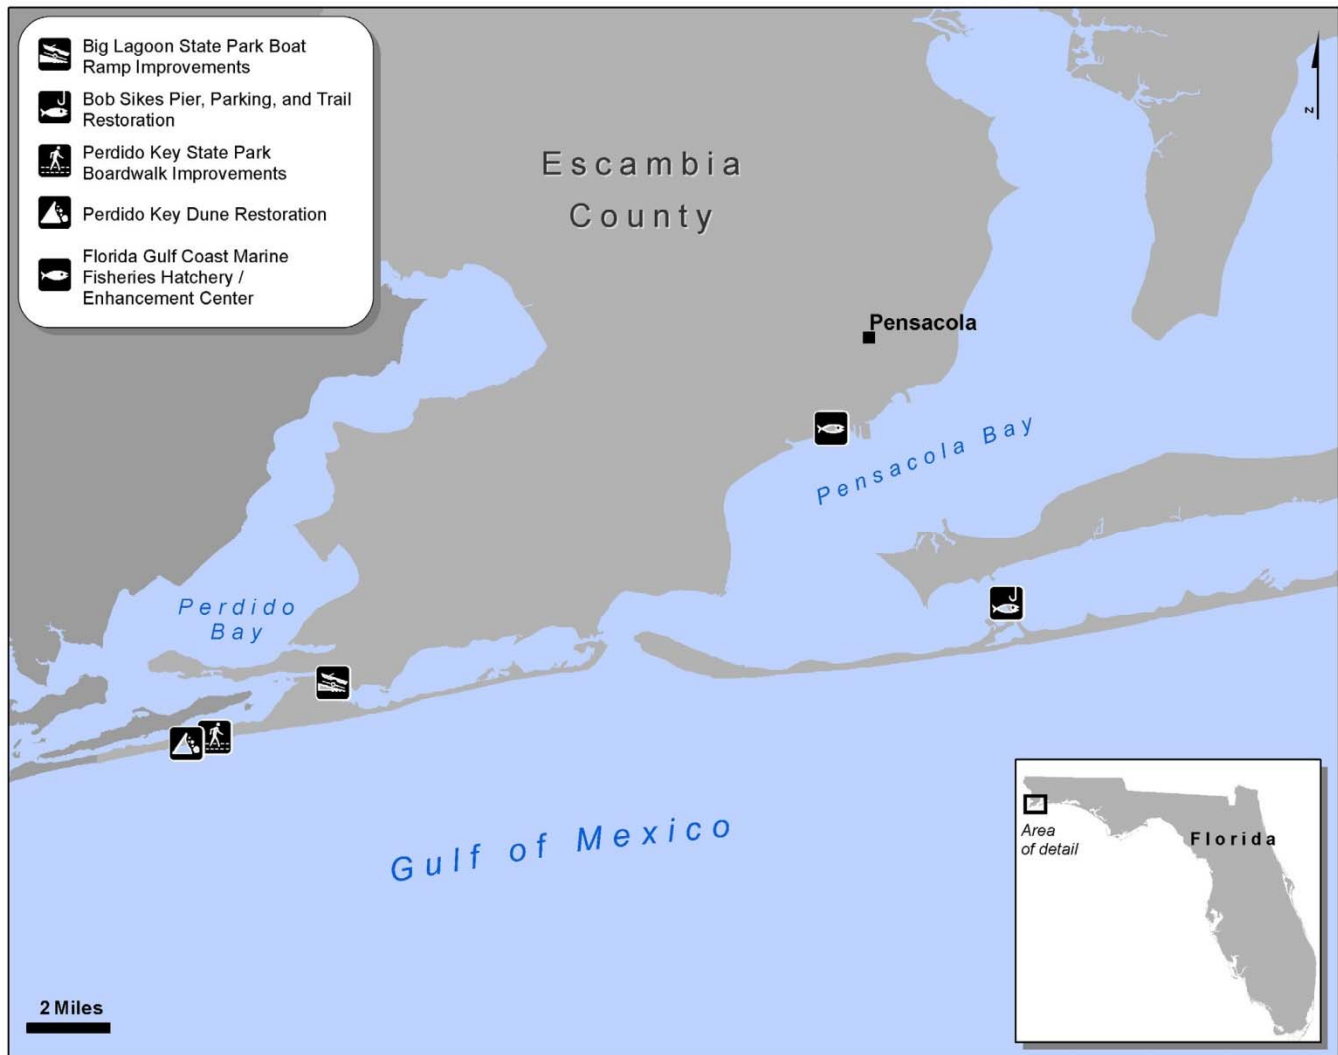 Big Lagoon State Park Boat
Ramp Improvements
Bob Sikes Pier, Parking, and Trail
Restoration
Perdido Key State Park
Boardwalk Improvements
Perdido Key Dune Restoration
Florida Gulf Coast Marine
Fisheries Hatchery /
Enhancement Center
N
Escambia
County
Pensacola
Pensacola Bay
Perdido
Bay
Gulf of Mexico
2 Miles
Area
of detail
Florida